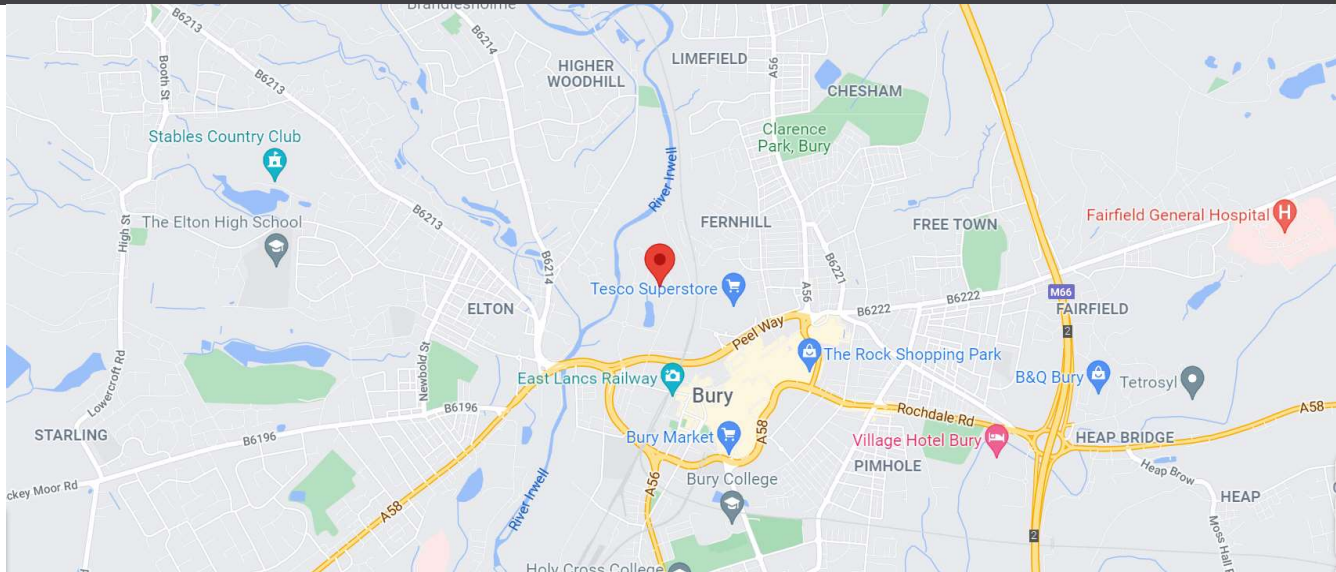 Brandlesholme
B6213
B6214
A56
HIGHER
WOODHILL
LIMEFIELD
CHESHAM
Booth St
B6213
Stables Country Club
Clarence
Park, Bury
River Irwell
The Elton High School
High St
B6213
FERNHILL
FREE TOWN
Fairfield General Hospital
H
B6214
B6221
Tesco Superstore
A56
B6222
B6222
M66
FAIRFIELD
ELTON
2
Peel Way
The Rock Shopping Park
Lowercroft Rd
Newbold St
East Lancs Railway
B&Q Bury
Tetrosyl
Bury
B6196
Rochdale Rd
A58
STARLING
B6196
Bury Market
A58
Village Hotel Bury
HEAP BRIDGE
PIMHOLE
Heap Brow
ckey Moor Rd
A56
Bury College
HEAP
A58
River Irwell
2
Moss Hall R
Holy Cross College